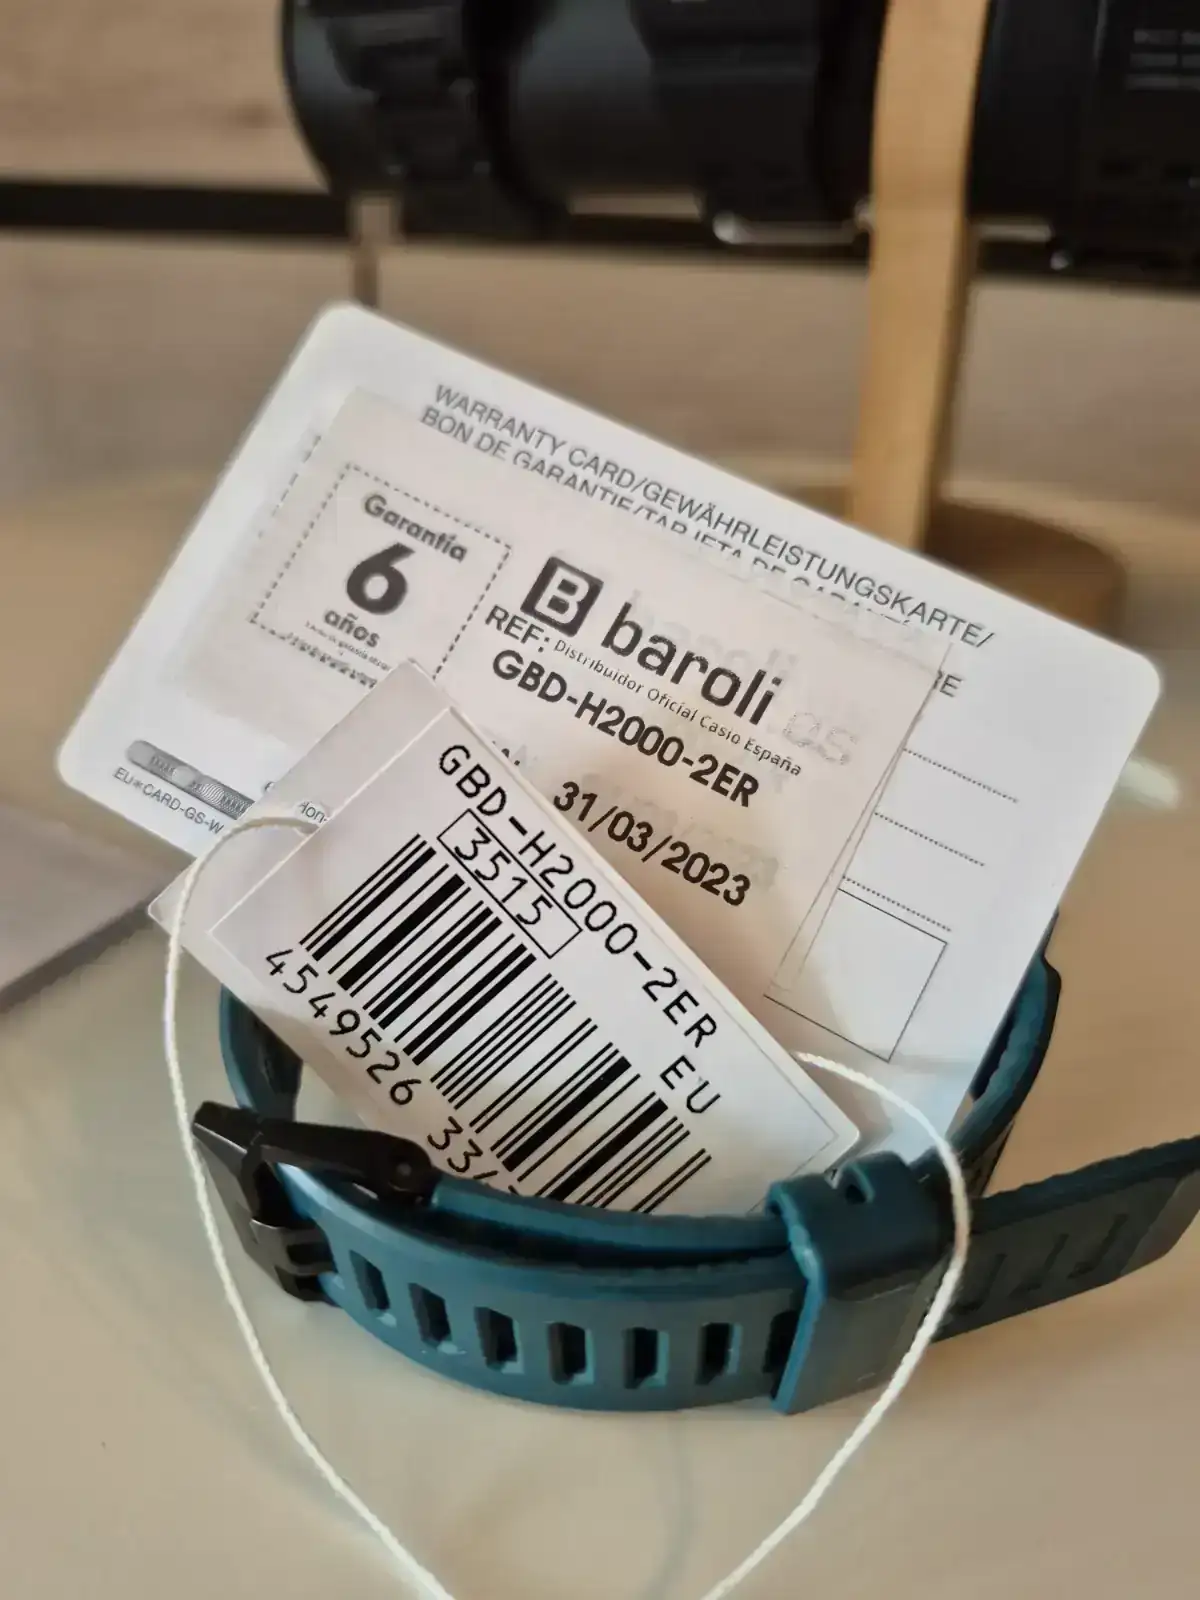 WARRANTY CARD/GEWÄHRLEISTUNGSKARTE/
BON DE GARANTIE/TARJETA DE
Garantía
6
años
B baroli.es
Distribuidor Oficial Casio España
REF:
GBD-H2000-2ER
31/03/2023
EU*CARD-GS-W
GBD-H2000-2ER EU
3515
4549526 33